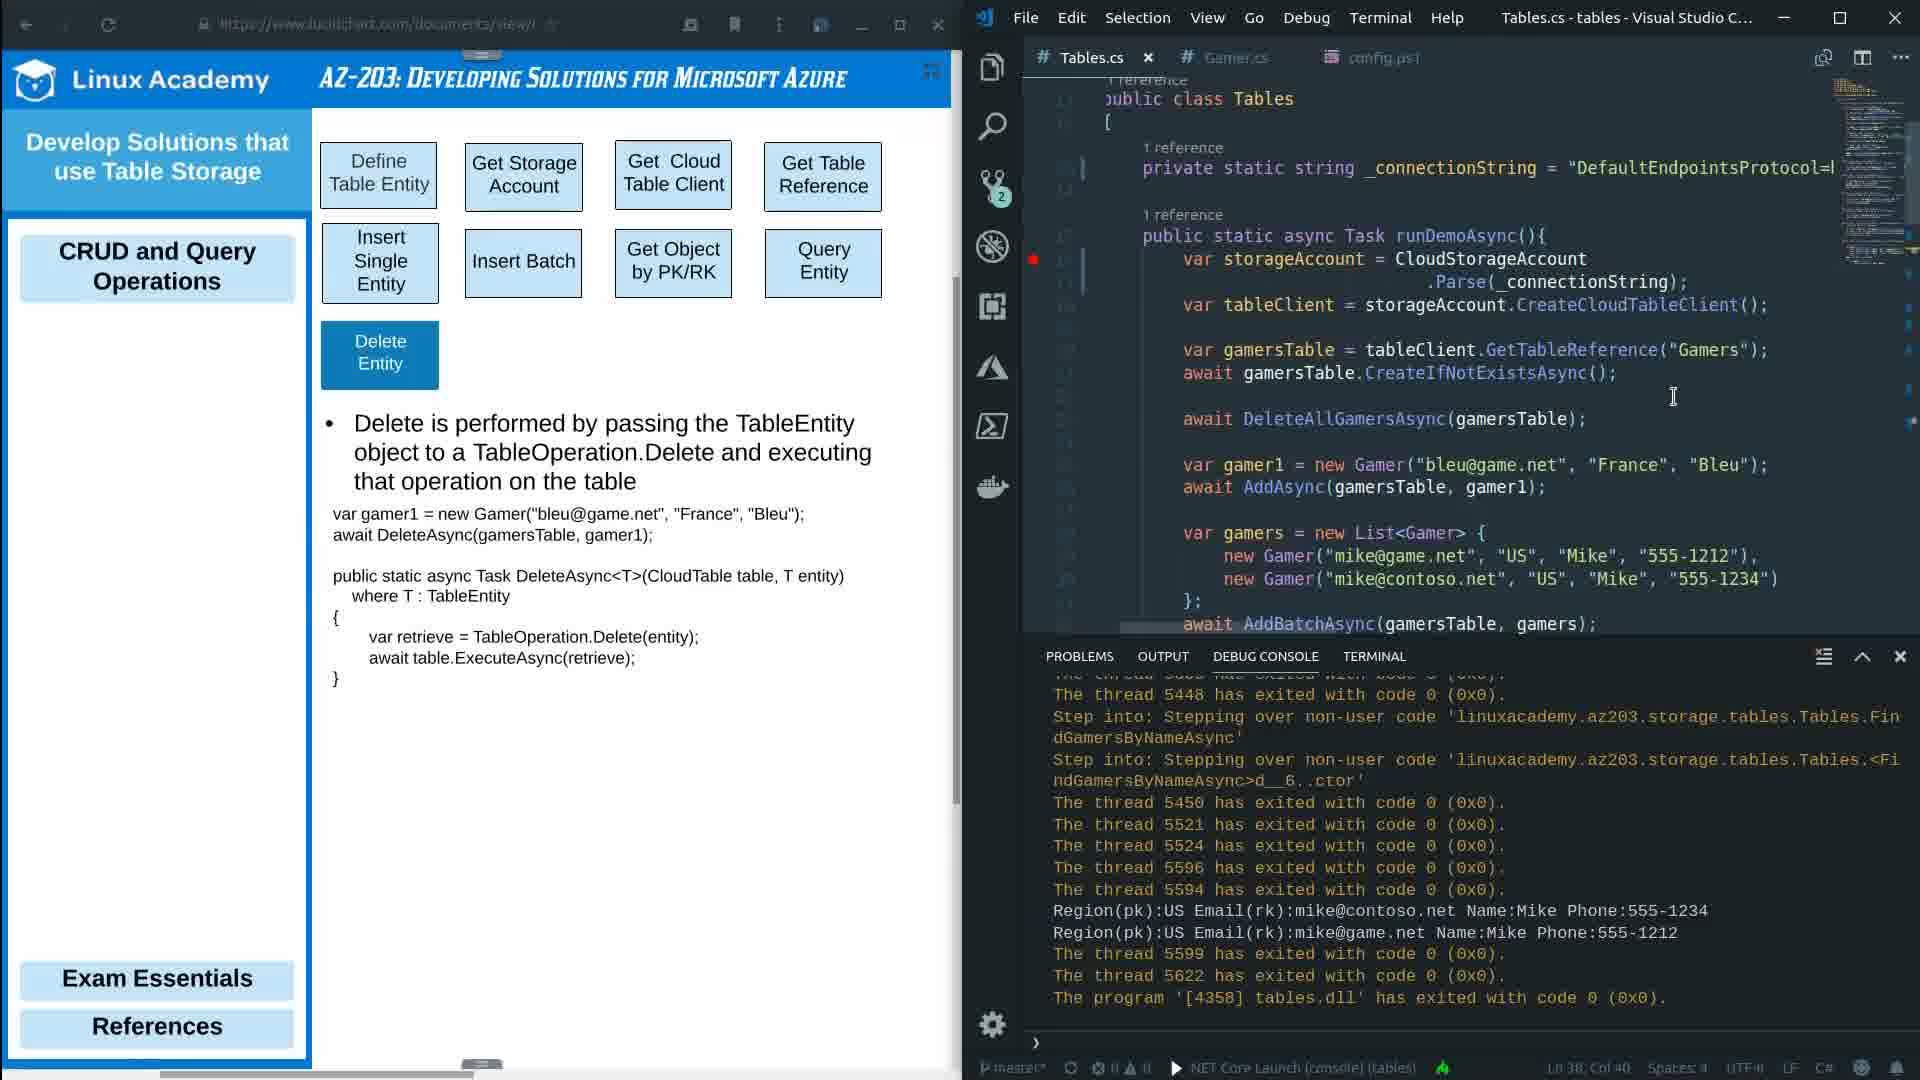 https://www.lucidchart.com/documents/view/
Linux Academy
AZ-203: Developing Solutions for Microsoft Azure
Develop Solutions that
use Table Storage
CRUD and Query
Operations
Exam Essentials
References
Define
Table Entity
Get Storage
Account
Get Cloud
Table Client
Get Table
Reference
Insert
Single
Entity
Insert Batch
Get Object
by PK/RK
Query
Entity
Delete
Entity
• Delete is performed by passing the TableEntity
object to a TableOperation.Delete and executing
that operation on the table
var gamer1 = new Gamer("bleu@game.net", "France", "Bleu");
await DeleteAsync(gamersTable, gamer1);
public static async Task DeleteAsync<T>(CloudTable table, T entity)
where T : TableEntity
{
var retrieve = TableOperation.Delete(entity);
await table.ExecuteAsync(retrieve);
}
File Edit Selection View Go Debug Terminal Help Tables.cs - tables - Visual Studio C...
Tables.cs Gamer.cs config.ps1
1 reference
public class Tables
{
1 reference
private static string _connectionString = "DefaultEndpointsProtocol=
1 reference
public static async Task runDemoAsync(){
var storageAccount = CloudStorageAccount
.Parse(_connectionString);
var tableClient = storageAccount.CreateCloudTableClient();
var gamersTable = tableClient.GetTableReference("Gamers");
await gamersTable.CreateIfNotExistsAsync();
await DeleteAllGamersAsync(gamersTable);
var gamer1 = new Gamer("bleu@game.net", "France", "Bleu");
await AddAsync(gamersTable, gamer1);
var gamers = new List<Gamer> {
new Gamer("mike@game.net", "US", "Mike", "555-1212"),
new Gamer("mike@contoso.net", "US", "Mike", "555-1234")
};
await AddBatchAsync(gamersTable, gamers);
2
PROBLEMS OUTPUT DEBUG CONSOLE TERMINAL
The thread 5448 has exited with code 0 (0x0).
Step into: Stepping over non-user code 'linuxacademy.az203.storage.tables.Tables.Fin
dGamersByNameAsync'
Step into: Stepping over non-user code 'linuxacademy.az203.storage.tables.Tables.<Fi
ndGamersByNameAsync>d__6..ctor'
The thread 5450 has exited with code 0 (0x0).
The thread 5521 has exited with code 0 (0x0).
The thread 5524 has exited with code 0 (0x0).
The thread 5596 has exited with code 0 (0x0).
The thread 5594 has exited with code 0 (0x0).
Region(pk):US Email(rk):mike@contoso.net Name:Mike Phone:555-1234
Region(pk):US Email(rk):mike@game.net Name:Mike Phone:555-1212
The thread 5599 has exited with code 0 (0x0).
The thread 5622 has exited with code 0 (0x0).
The program '[4358] tables.dll' has exited with code 0 (0x0).
master* 0 0 .NET Core Launch (console) (tables) Ln 38, Col 40 Spaces: 4 UTF-8 LF C#